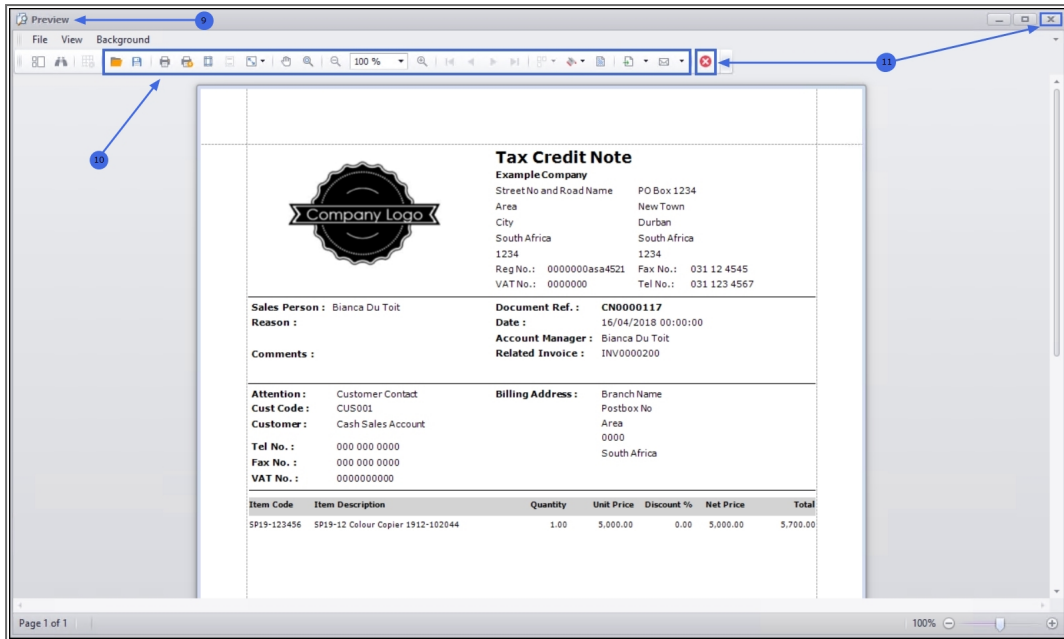 Preview
9
File View Background
100 %
10
11
Company Logo
Tax Credit Note
Example Company
Street No and Road Name PO Box 1234
Area New Town
City Durban
South Africa South Africa
1234 1234
Reg No.: 0000000asa4521 Fax No.: 031 12 4545
VAT No.: 0000000 Tel No.: 031 123 4567
Sales Person : Bianca Du Toit Document Ref. : CN0000117
Reason : Date : 16/04/2018 00:00:00
Account Manager : Bianca Du Toit
Comments : Related Invoice : INV0000200
Attention : Customer Contact Billing Address : Branch Name
Cust Code : CUS001 Postbox No
Customer : Cash Sales Account Area
0000
Tel No. : 000 000 0000 South Africa
Fax No. : 000 000 0000
VAT No. : 0000000000
Item Code Item Description Quantity Unit Price Discount % Net Price Total
SP19-123456 SP19-12 Colour Copier 1912-102044 1.00 5,000.00 0.00 5,000.00 5,700.00
Page 1 of 1 100%